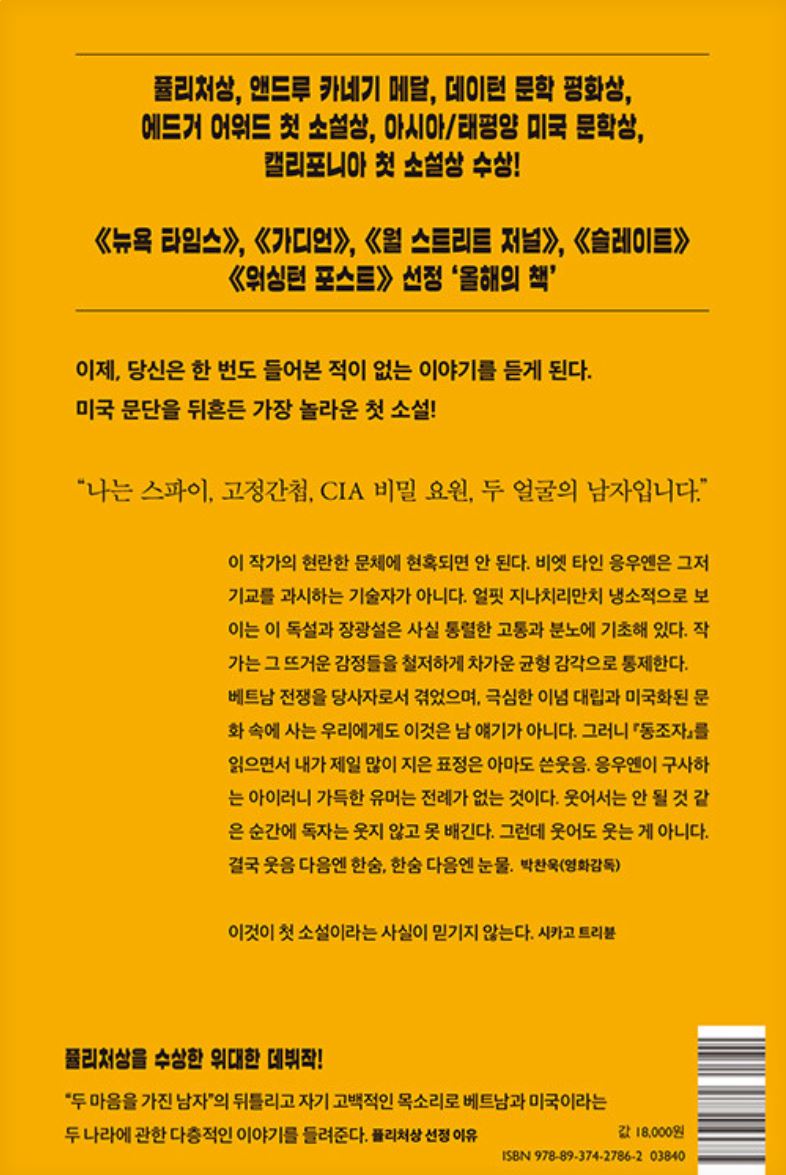 퓰리처상, 앤드루 카네기 메달, 데이턴 문학 평화상,
에드거 어워드 첫 소설상, 아시아/태평양 미국 문학상,
캘리포니아 첫 소설상 수상!
《뉴욕 타임스》, 《가디언》, 《월 스트리트 저널》, 《슬레이트》
《워싱턴 포스트》 선정 ‘올해의 책’
이제, 당신은 한 번도 들어본 적이 없는 이야기를 듣게 된다.
미국 문단을 뒤흔든 가장 놀라운 첫 소설!
“나는 스파이, 고정간첩, CIA 비밀 요원, 두 얼굴의 남자입니다.”
이 작가의 현란한 문체에 현혹되면 안 된다. 비엣 타인 응우옌은 그저
기교를 과시하는 기술자가 아니다. 얼핏 지나치리만치 냉소적으로 보
이는 이 독설과 장광설은 사실 통렬한 고통과 분노에 기초해 있다. 작
가는 그 뜨거운 감정들을 철저하게 차가운 균형 감각으로 통제한다.
베트남 전쟁을 당사자로서 겪었으며, 극심한 이념 대립과 미국화된 문
화 속에 사는 우리에게도 이것은 남 얘기가 아니다. 그러니 『동조자』를
읽으면서 내가 제일 많이 지은 표정은 아마도 쓴웃음. 응우옌이 구사하
는 아이러니 가득한 유머는 전례가 없는 것이다. 웃어서는 안 될 것 같
은 순간에 독자는 웃지 않고 못 배긴다. 그런데 웃어도 웃는 게 아니다.
결국 웃음 다음엔 한숨, 한숨 다음엔 눈물. 박찬욱(영화감독)
이것이 첫 소설이라는 사실이 믿기지 않는다. 시카고 트리뷴
퓰리처상을 수상한 위대한 데뷔작!
“두 마음을 가진 남자”의 뒤틀리고 자기 고백적인 목소리로 베트남과 미국이라는
두 나라에 관한 다층적인 이야기를 들려준다. 퓰리처상 선정 이유
값 18,000원
ISBN 978-89-374-2786-2 03840